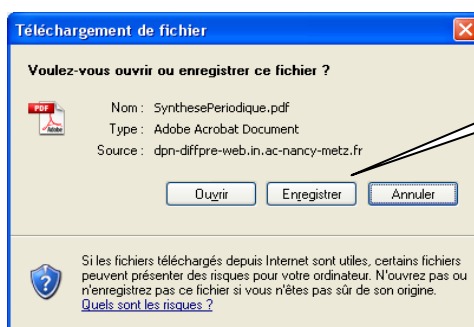 Téléchargement de fichier
Voulez-vous ouvrir ou enregistrer ce fichier ?
PDF
Adobe
Nom : SynthesePeriodique.pdf
Type : Adobe Acrobat Document
Source : dpn-diffpre-web.in.ac-nancy-metz.fr
Ouvrir Enregistrer Annuler
Si les fichiers téléchargés depuis Internet sont utiles, certains fichiers
peuvent présenter des risques pour votre ordinateur. N'ouvrez pas ou
n'enregistrez pas ce fichier si vous n'êtes pas sûr de son origine.
Quels sont les risques ?